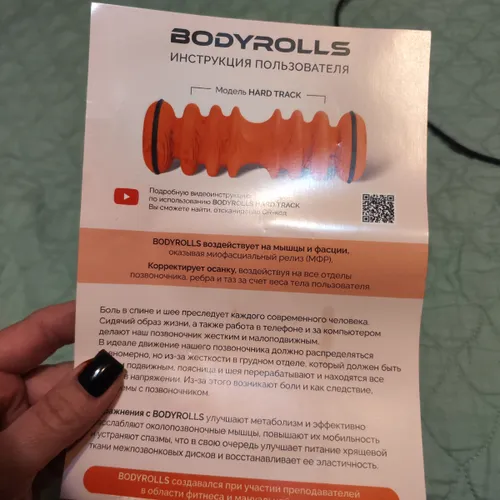 BODYROLLS
ИНСТРУКЦИЯ ПОЛЬЗОВАТЕЛЯ
Модель HARD TRACK
Подробную видеоинструкцию
по использованию BODYROLLS HARD TRACK
Вы сможете найти, отсканировав QR-код
BODYROLLS воздействует на мышцы и фасции,
оказывая миофасциальный релиз (МФР).
Корректирует осанку, воздействуя на все отделы
позвоночника, ребра и таз за счет веса тела пользователя
Боль в спине и шее преследует каждого современного человека.
Сидячий образ жизни, а также работа в телефоне и за компьютером
делают наш позвоночник жестким и малоподвижным.
В идеале движение нашего позвоночника должно распределяться
но из-за жесткости в грудном отделе, который должен быть
подвижным, поясница и шея перерабатывают и находятся все
в напряжении. Из-за этого возникают боли и как следствие,
с позвоночником.
с BODYROLLS улучшают метаболизм и эффективно
расслабляют околопозвоночные мышцы, повышают их мобильность
и устраняют спазмы, что в свою очередь улучшает питание хрящевой
ткани межпозвонковых дисков и восстанавливает ее эластичность.
BODYROLLS создавался при участии преподавателей
в области фитнеса и